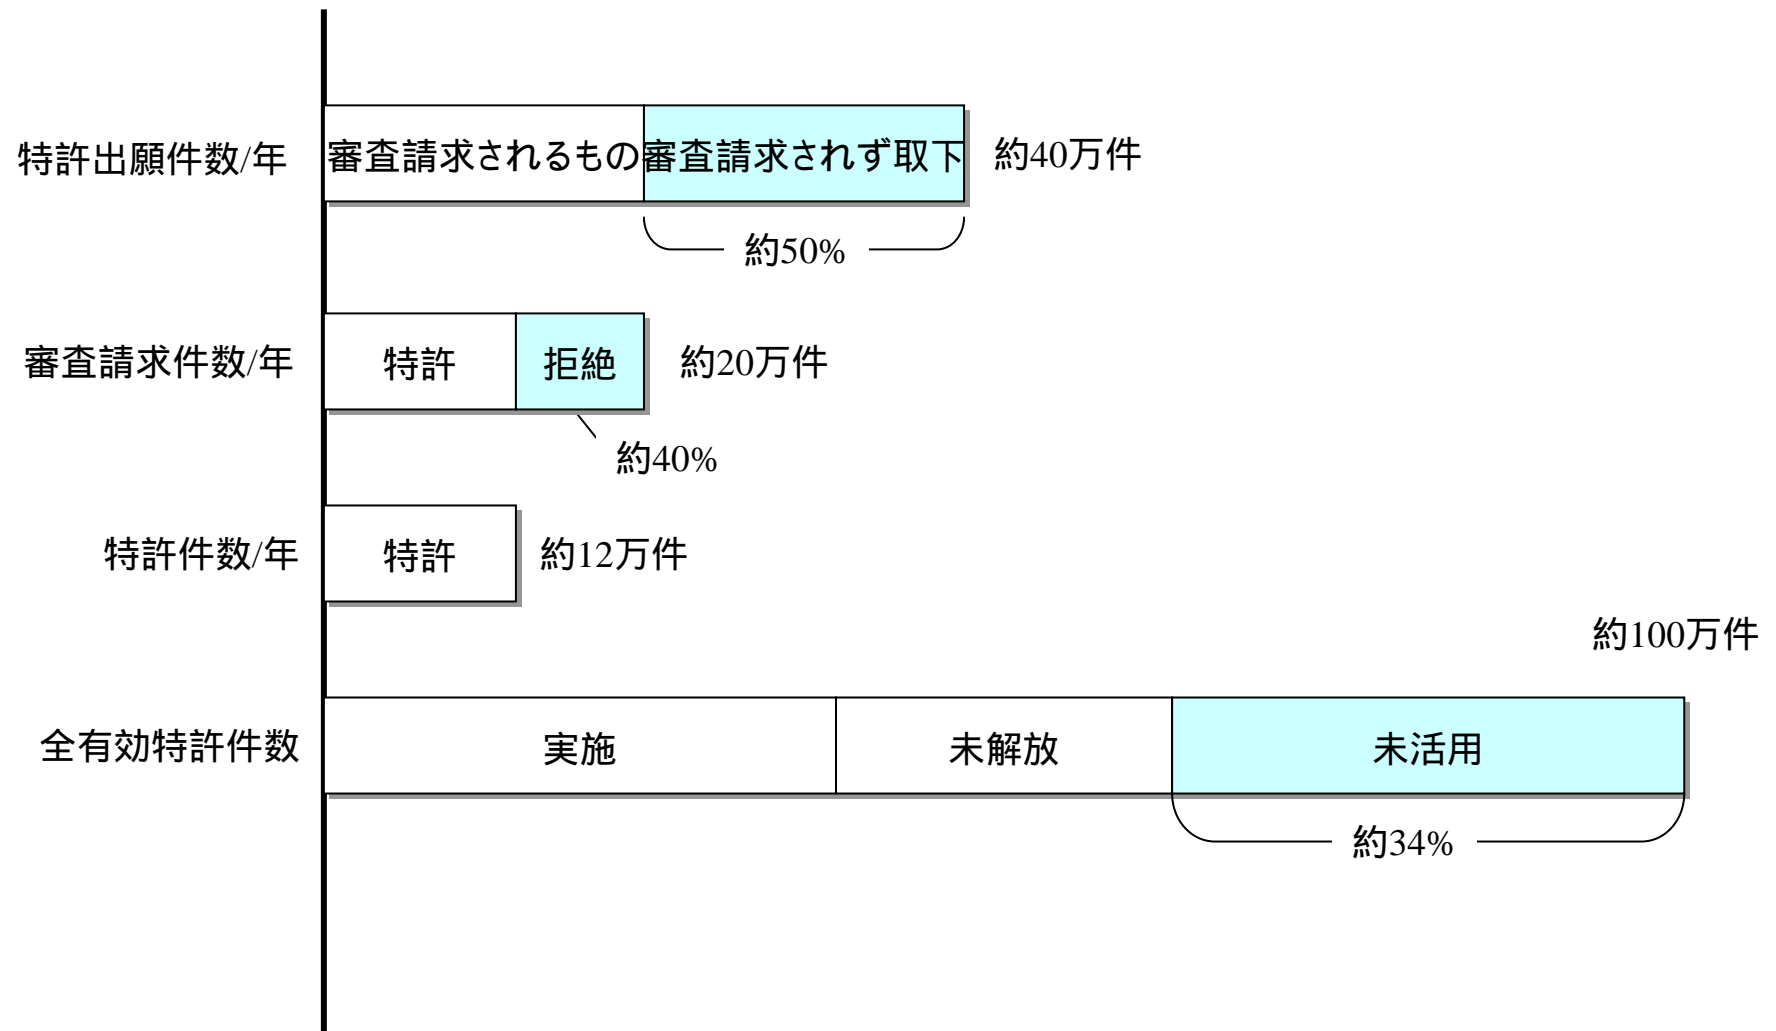 特許出願件数/年
審査請求されるもの
審査請求されず取下
約40万件
約50%
審査請求件数/年
特許
拒絶
約20万件
約40%
特許件数/年
特許
約12万件
約100万件
全有効特許件数
実施
未解放
未活用
約34%